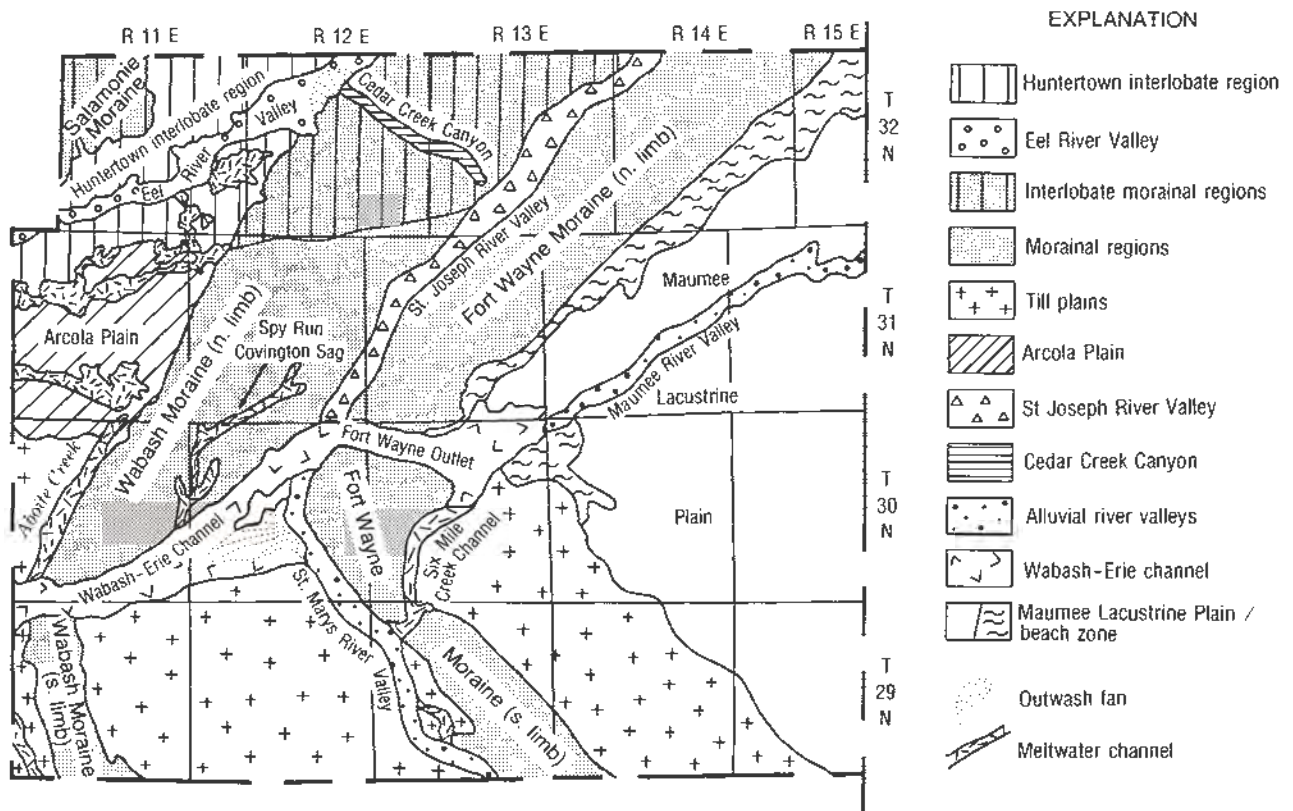 R 11 E
R 12 E
R 13 E
R 14 E
R 15 E
T
32
N
T
31
N
T
30
N
T
29
N
Salamonie
Moraine
Huntertown interlobate region
Eel River Valley
Cedar Creek Canyon
St. Joseph River Valley
Fort Wayne Moraine (n. limb)
Maumee
Maumee River Valley
Lacustrine
Plain
Arcola Plain
Wabash Moraine (n. limb)
Spy Run
Covington Sag
Aboite Creek
Fort Wayne Outlet
Wabash-Erie Channel
Fort Wayne
Six Mile
Creek Channel
St. Marys River Valley
Moraine (s. limb)
Wabash Moraine
(s. limb)
EXPLANATION
Huntertown interlobate region
Eel River Valley
Interlobate morainal regions
Morainal regions
Till plains
Arcola Plain
St Joseph River Valley
Cedar Creek Canyon
Alluvial river valleys
Wabash-Erie channel
Maumee Lacustrine Plain /
beach zone
Outwash fan
Meltwater channel